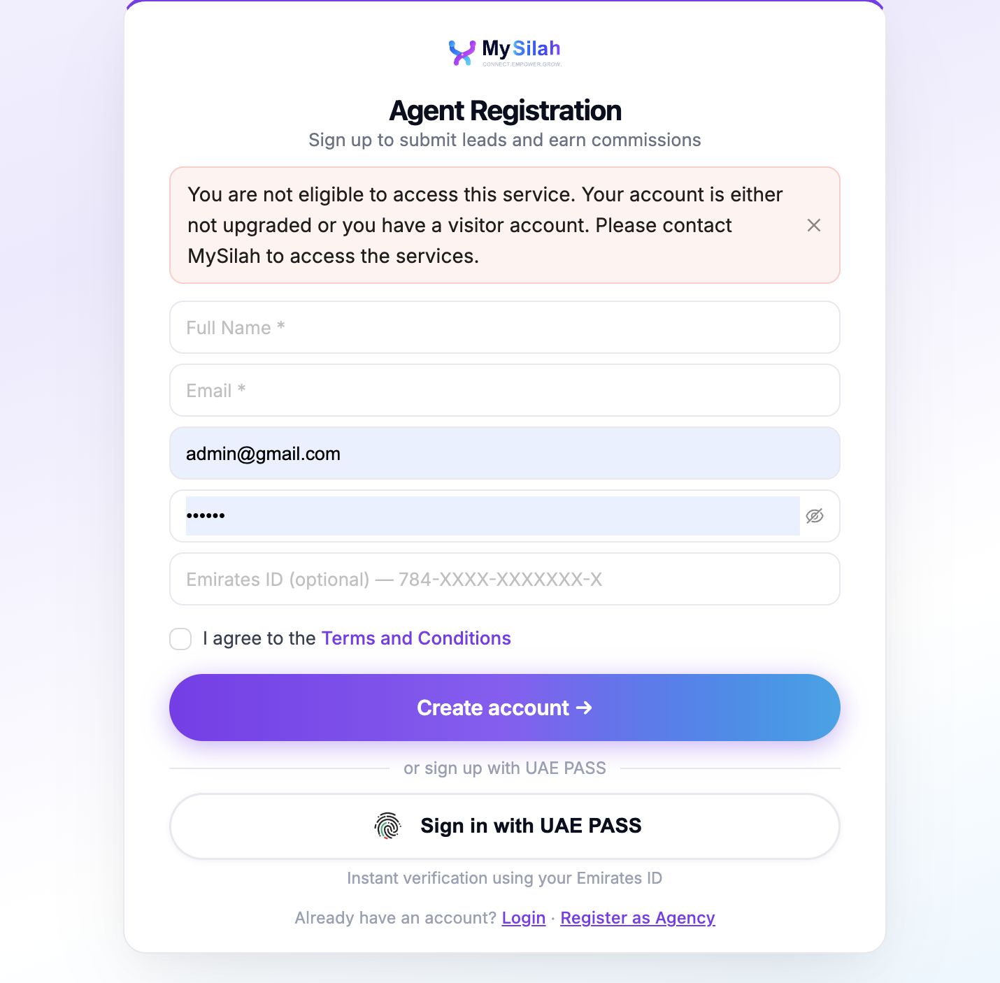 MySilah
CONNECT.EMPOWER.GROW.
Agent Registration
Sign up to submit leads and earn commissions
You are not eligible to access this service. Your account is either
not upgraded or you have a visitor account. Please contact
MySilah to access the services.
Full Name *
Email *
admin@gmail.com
••••••
Emirates ID (optional) — 784-XXXX-XXXXXXX-X
I agree to the Terms and Conditions
Create account →
or sign up with UAE PASS
Sign in with UAE PASS
Instant verification using your Emirates ID
Already have an account? Login · Register as Agency